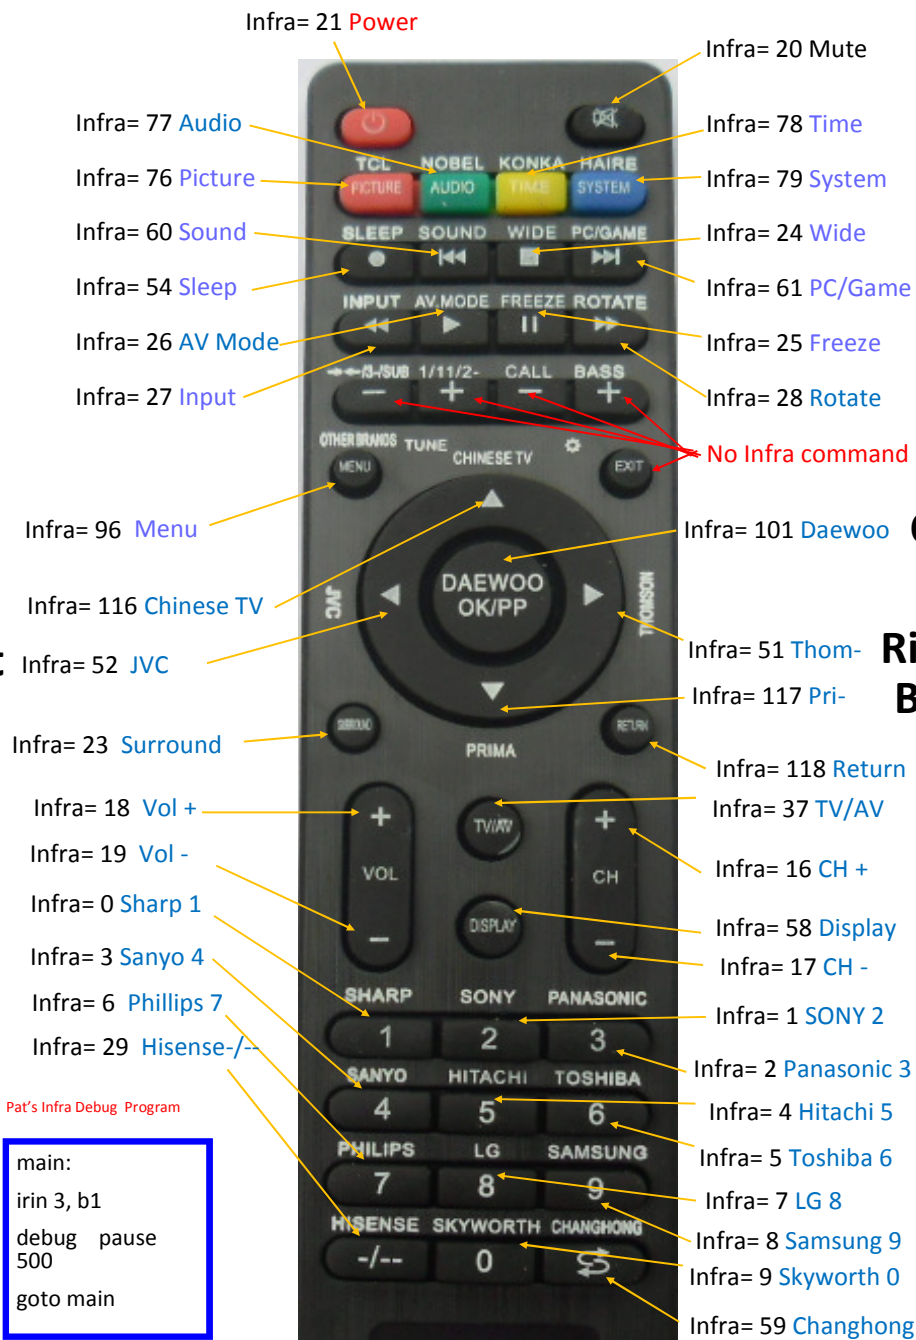 Infra= 21 Power
Infra= 20 Mute
Infra= 77 Audio
Infra= 78 Time
TCL NOBEL KONKA HAIRE
Infra= 76 Picture
PICTURE AUDIO TIME SYSTEM
Infra= 79 System
Infra= 60 Sound
SLEEP SOUND WIDE PC/GAME
Infra= 24 Wide
Infra= 54 Sleep
Infra= 61 PC/Game
INPUT AV.MODE FREEZE ROTATE
Infra= 26 AV Mode
Infra= 25 Freeze
/3-/SUB 1/11/2- CALL BASS
Infra= 27 Input
− + − +
Infra= 28 Rotate
OTHER BRANDS TUNE
CHINESE TV
No Infra command
MENU
EXIT
Infra= 96 Menu
Infra= 101 Daewoo
DAEWOO
OK/PP
JVC
THOMSON
Infra= 116 Chinese TV
Infra= 52 JVC
Infra= 51 Thom-
Ri
Infra= 117 Pri-
B
SURROUND
RETURN
Infra= 23 Surround
PRIMA
Infra= 118 Return
Infra= 18 Vol +
+
TV/AV
+
Infra= 37 TV/AV
Infra= 19 Vol -
VOL
CH
Infra= 16 CH +
Infra= 0 Sharp 1
−
DISPLAY
−
Infra= 58 Display
Infra= 3 Sanyo 4
Infra= 17 CH -
SHARP SONY PANASONIC
Infra= 6 Phillips 7
Infra= 1 SONY 2
1 2 3
Infra= 29 Hisense-/--
Infra= 2 Panasonic 3
SANYO HITACHI TOSHIBA
4 5 6
Infra= 4 Hitachi 5
Pat's Infra Debug Program
PHILIPS LG SAMSUNG
Infra= 5 Toshiba 6
7 8 9
Infra= 7 LG 8
HISENSE SKYWORTH CHANGHONG
Infra= 8 Samsung 9
-/-- 0
Infra= 9 Skyworth 0
Infra= 59 Changhong
main:
irin 3, b1
debug pause
500
goto main